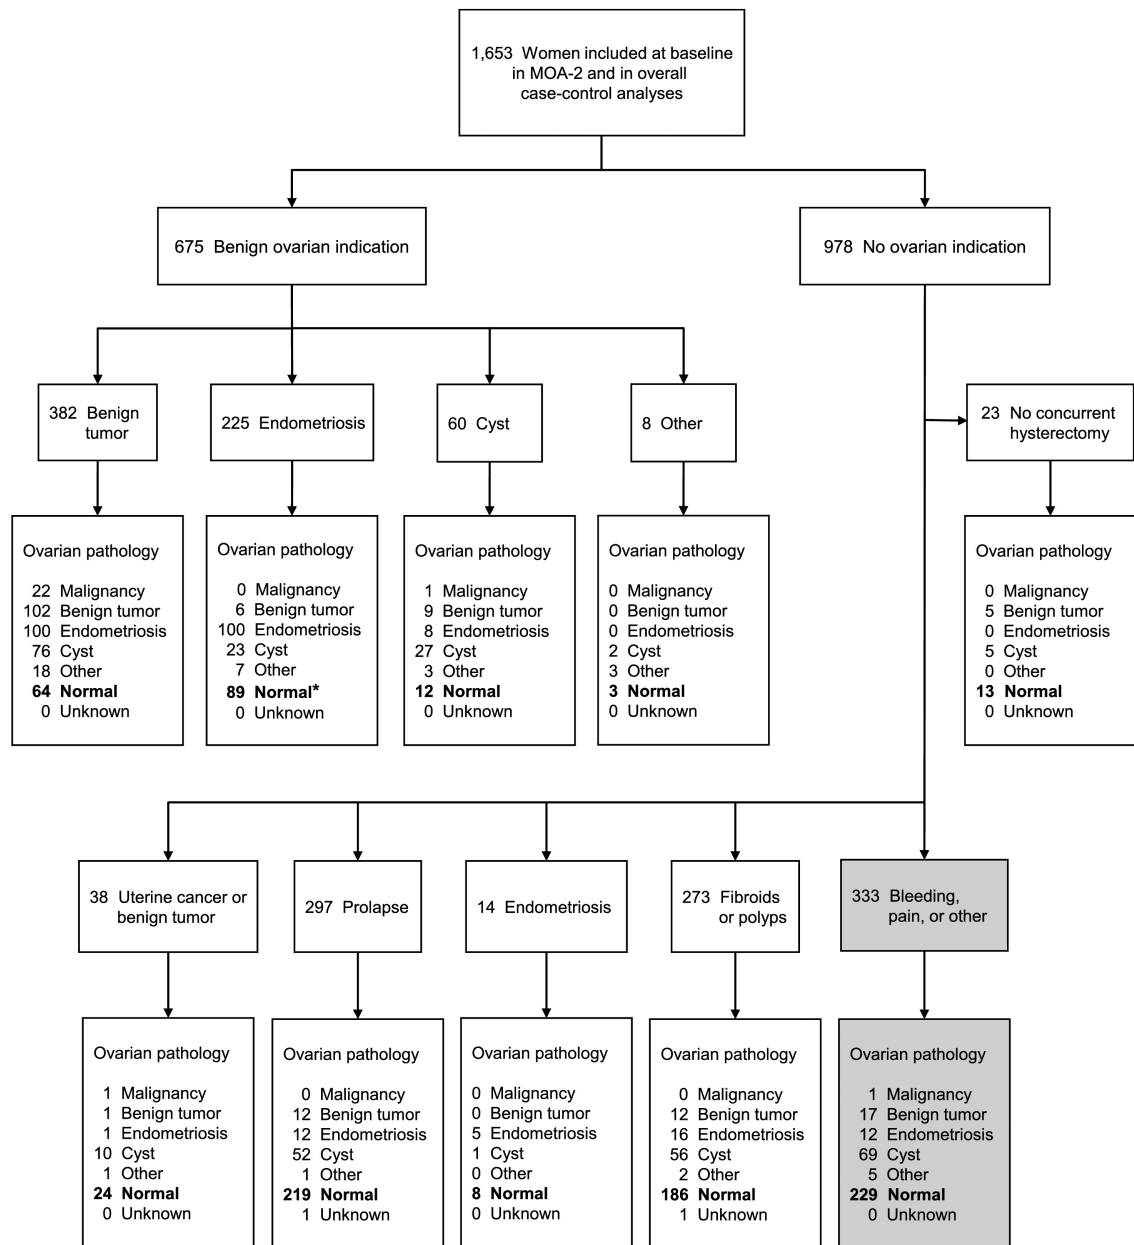 1,653 Women included at baseline
in MOA-2 and in overall
case-control analyses
675 Benign ovarian indication
978 No ovarian indication
382 Benign
tumor
225 Endometriosis
60 Cyst
8 Other
23 No concurrent
hysterectomy
Ovarian pathology
22 Malignancy
102 Benign tumor
100 Endometriosis
76 Cyst
18 Other
64 Normal
0 Unknown
Ovarian pathology
0 Malignancy
6 Benign tumor
100 Endometriosis
23 Cyst
7 Other
89 Normal*
0 Unknown
Ovarian pathology
1 Malignancy
9 Benign tumor
8 Endometriosis
27 Cyst
3 Other
12 Normal
0 Unknown
Ovarian pathology
0 Malignancy
0 Benign tumor
0 Endometriosis
2 Cyst
3 Other
3 Normal
0 Unknown
Ovarian pathology
0 Malignancy
5 Benign tumor
0 Endometriosis
5 Cyst
0 Other
13 Normal
0 Unknown
38 Uterine cancer or
benign tumor
297 Prolapse
14 Endometriosis
273 Fibroids
or polyps
333 Bleeding,
pain, or other
Ovarian pathology
1 Malignancy
1 Benign tumor
1 Endometriosis
10 Cyst
1 Other
24 Normal
0 Unknown
Ovarian pathology
0 Malignancy
12 Benign tumor
12 Endometriosis
52 Cyst
1 Other
219 Normal
1 Unknown
Ovarian pathology
0 Malignancy
0 Benign tumor
5 Endometriosis
1 Cyst
0 Other
8 Normal
0 Unknown
Ovarian pathology
0 Malignancy
12 Benign tumor
16 Endometriosis
56 Cyst
2 Other
186 Normal
1 Unknown
Ovarian pathology
1 Malignancy
17 Benign tumor
12 Endometriosis
69 Cyst
5 Other
229 Normal
0 Unknown